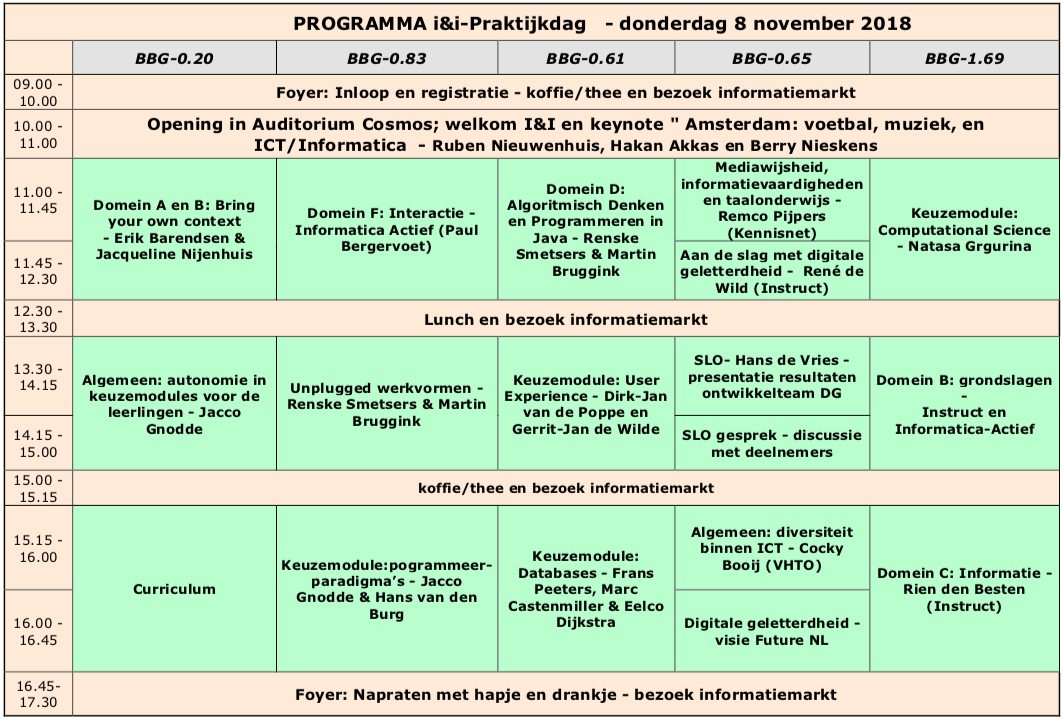 PROGRAMMA i&i-Praktijkdag - donderdag 8 november 2018
BBG-0.20
BBG-0.83
BBG-0.61
BBG-0.65
BBG-1.69
09.00 -
10.00
Foyer: Inloop en registratie - koffie/thee en bezoek informatiemarkt
10.00 -
11.00
Opening in Auditorium Cosmos; welkom I&I en keynote " Amsterdam: voetbal, muziek, en
ICT/Informatica - Ruben Nieuwenhuis, Hakan Akkas en Berry Nieskens
11.00 -
11.45
11.45 -
12.30
Domein A en B: Bring
your own context
- Erik Barendsen &
Jacqueline Nijenhuis
Domein F: Interactie -
Informatica Actief (Paul
Bergervoet)
Domein D:
Algoritmisch Denken
en Programmeren in
Java - Renske
Smetsers & Martin
Bruggink
Mediawijsheid,
informatievaardigheden
en taalonderwijs -
Remco Pijpers
(Kennisnet)
Aan de slag met digitale
geletterdheid - René de
Wild (Instruct)
Keuzemodule:
Computational Science
- Natasa Grgurina
12.30 -
13.30
Lunch en bezoek informatiemarkt
13.30 -
14.15
14.15 -
15.00
Algemeen: autonomie in
keuzemodules voor de
leerlingen - Jacco
Gnodde
Unplugged werkvormen -
Renske Smetsers & Martin
Bruggink
Keuzemodule: User
Experience - Dirk-Jan
van de Poppe en
Gerrit-Jan de Wilde
SLO- Hans de Vries -
presentatie resultaten
ontwikkelteam DG
SLO gesprek - discussie
met deelnemers
Domein B: grondslagen
-
Instruct en
Informatica-Actief
15.00 -
15.15
koffie/thee en bezoek informatiemarkt
15.15 -
16.00
16.00 -
16.45
Curriculum
Keuzemodule:pogrammeer-
paradigma's - Jacco
Gnodde & Hans van den
Burg
Keuzemodule:
Databases - Frans
Peeters, Marc
Castenmiller & Eelco
Dijkstra
Algemeen: diversiteit
binnen ICT - Cocky
Booij (VHTO)
Digitale geletterdheid -
visie Future NL
Domein C: Informatie -
Rien den Besten
(Instruct)
16.45-
17.30
Foyer: Napraten met hapje en drankje - bezoek informatiemarkt